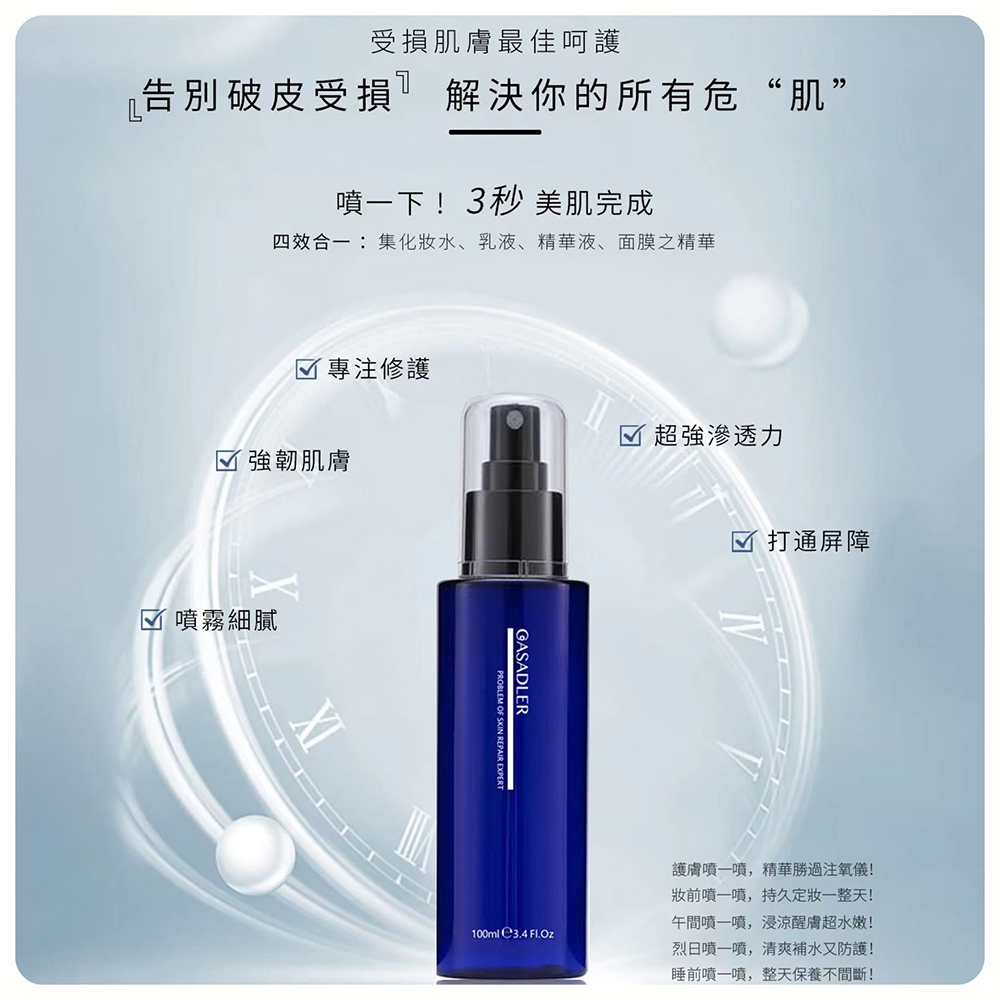 受損肌膚最佳呵護
『告別破皮受損』 解決你的所有危“肌”
噴一下！3秒 美肌完成
四效合一：集化妝水、乳液、精華液、面膜之精華
專注修護
超強滲透力
強韌肌膚
打通屏障
噴霧細膩
GASADLER
PROBLEM OF SKIN REPAIR EXPERT
100ml ℮3.4 Fl.Oz
護膚噴一噴，精華勝過注氧儀！
妝前噴一噴，持久定妝一整天！
午間噴一噴，浸涼醒膚超水嫩！
烈日噴一噴，清爽補水又防護！
睡前噴一噴，整天保養不間斷！
X
IX
IV
V
II